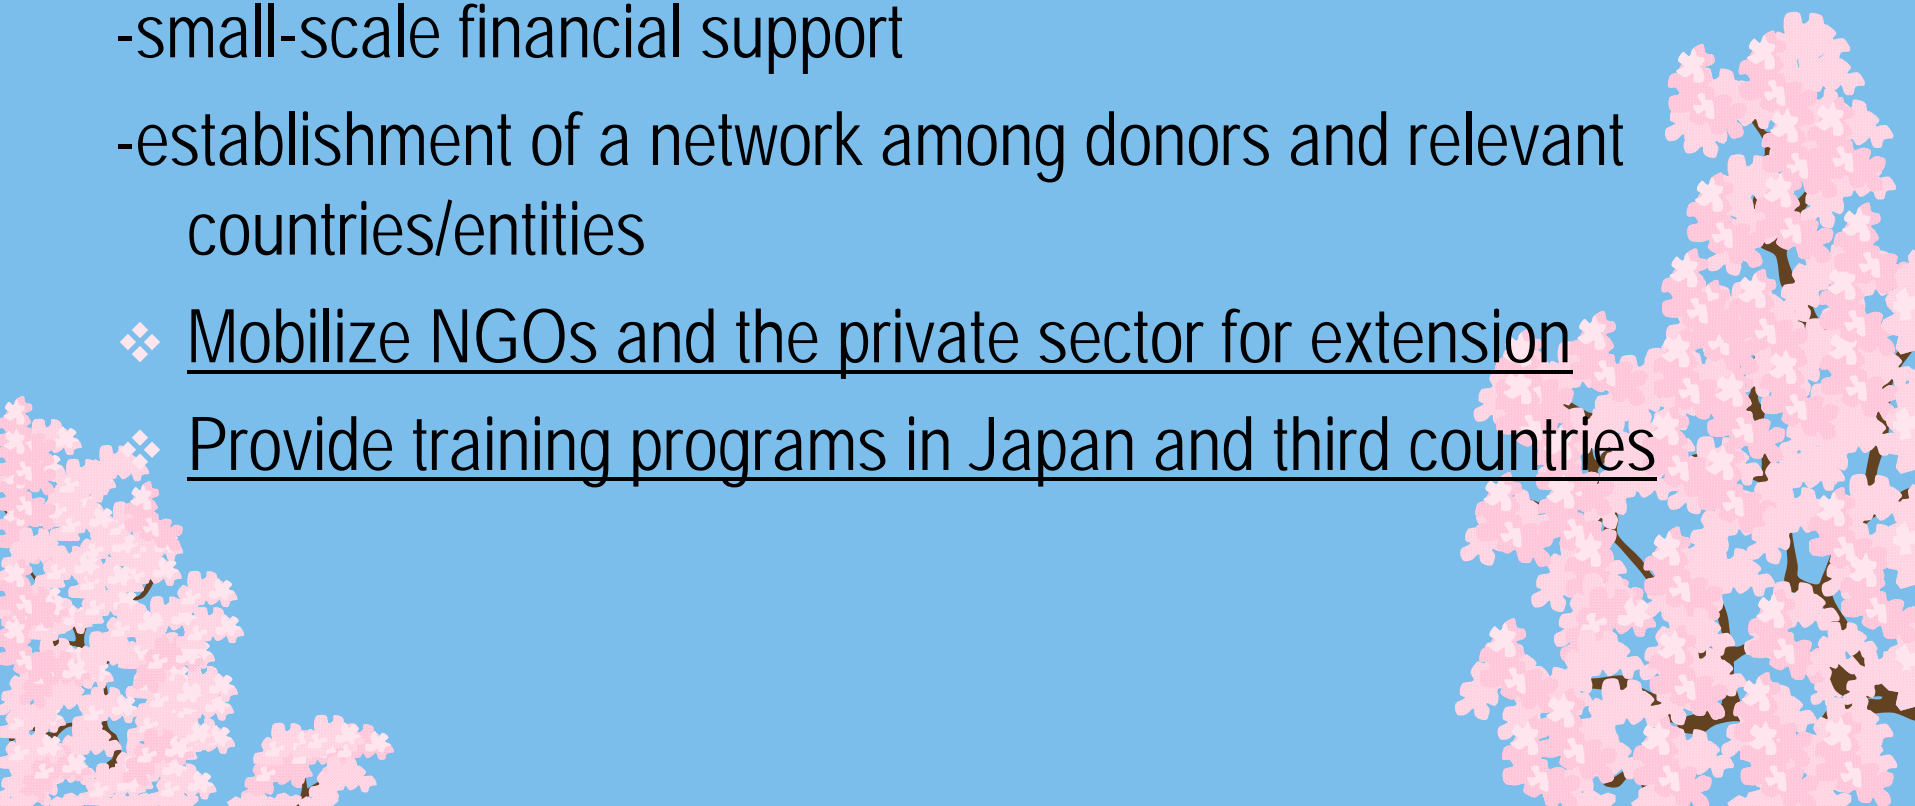 -small-scale financial support
-establishment of a network among donors and relevant
countries/entities
❖ Mobilize NGOs and the private sector for extension
❖ Provide training programs in Japan and third countries